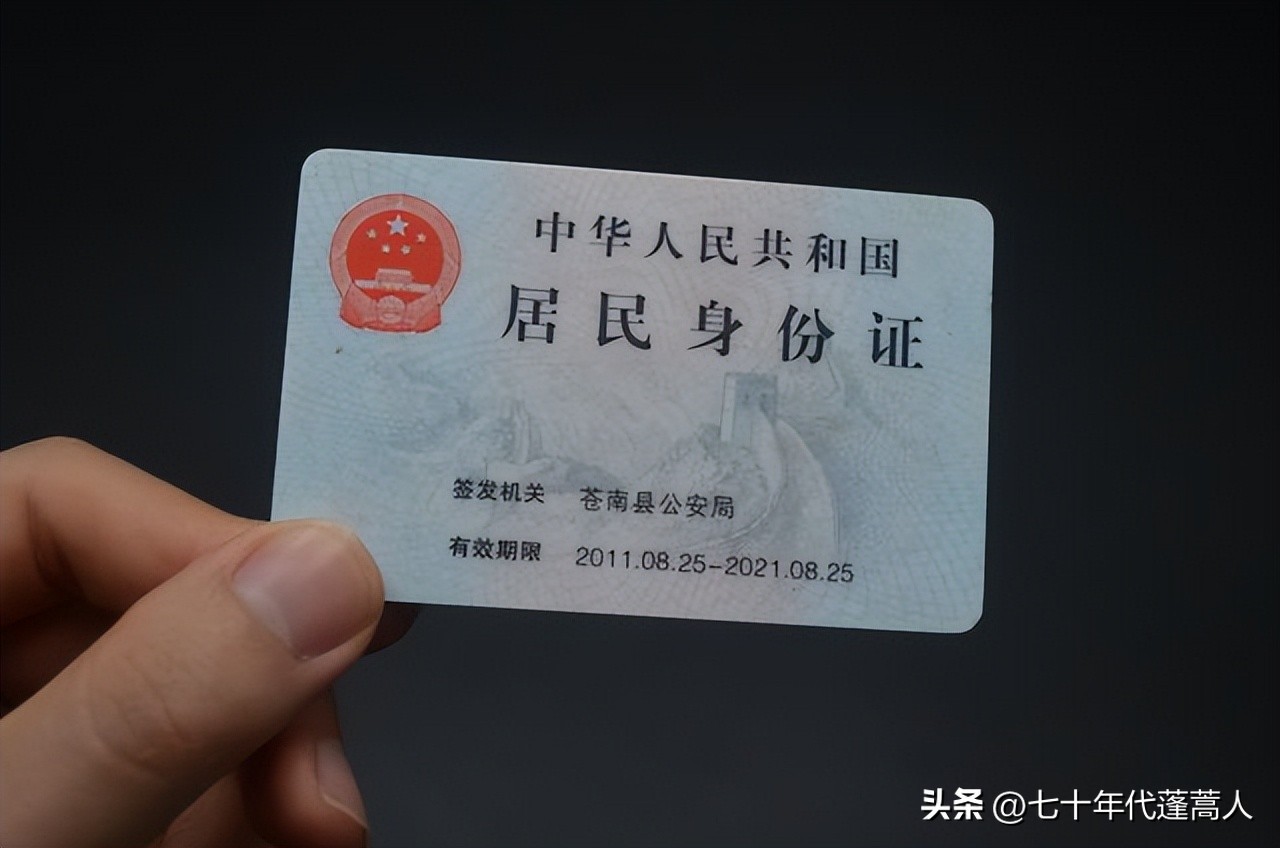 中华人民共和国
居民身份证
签发机关 苍南县公安局
有效期限 2011.08.25-2021.08.25
头条 @七十年代蓬蒿人